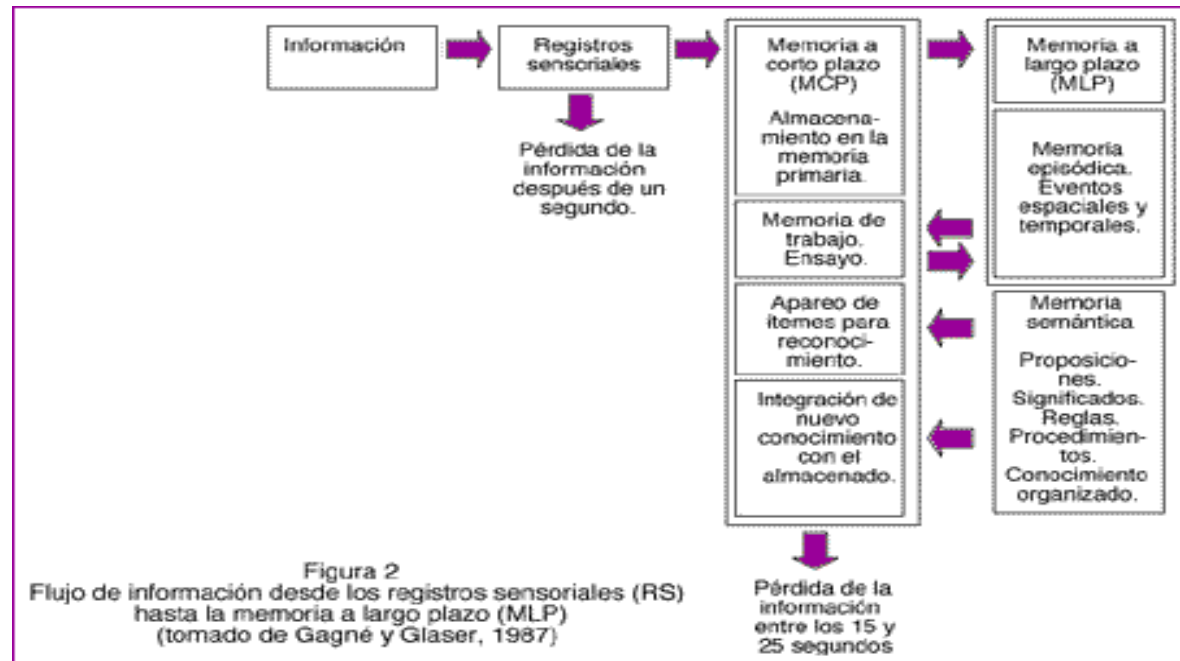 Información
Registros
sensoriales
Pérdida de la
información
después de un
segundo.
Memoria a
corto plazo
(MCP)
Almacena-
miento en la
memoria
primaria.
Memoria de
trabajo.
Ensayo.
Apareo de
ítemes para
reconoci-
miento.
Integración de
nuevo
conocimiento
con el
almacenado.
Pérdida de la
información
entre los 15 y
25 segundos
Memoria a
largo plazo
(MLP)
Memoria
episódica.
Eventos
espaciales y
temporales.
Memoria
semántica
Proposicio-
nes.
Significados.
Reglas.
Procedimien-
tos.
Conocimiento
organizado.
Figura 2
Flujo de información desde los registros sensoriales (RS)
hasta la memoria a largo plazo (MLP)
(tomado de Gagné y Glaser, 1987)